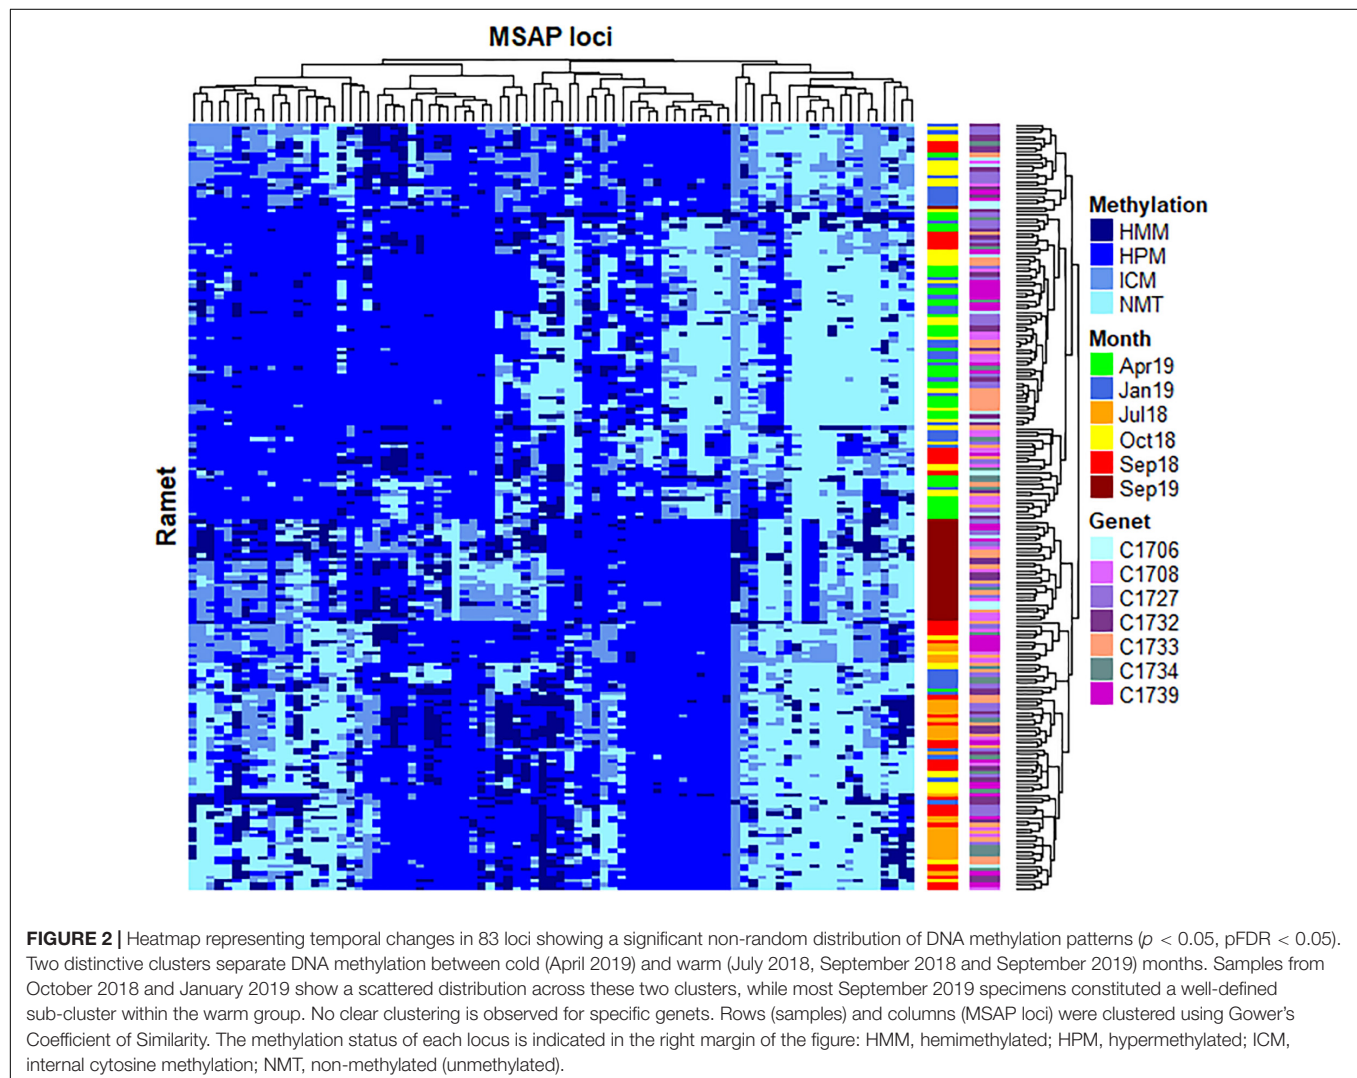 MSAP loci
Ramet
Methylation
HMM
HPM
ICM
NMT
Month
Apr19
Jan19
Jul18
Oct18
Sep18
Sep19
Genet
C1706
C1708
C1727
C1732
C1733
C1734
C1739
FIGURE 2 | Heatmap representing temporal changes in 83 loci showing a significant non-random distribution of DNA methylation patterns (p < 0.05, pFDR < 0.05).
Two distinctive clusters separate DNA methylation between cold (April 2019) and warm (July 2018, September 2018 and September 2019) months. Samples from
October 2018 and January 2019 show a scattered distribution across these two clusters, while most September 2019 specimens constituted a well-defined
sub-cluster within the warm group. No clear clustering is observed for specific genets. Rows (samples) and columns (MSAP loci) were clustered using Gower's
Coefficient of Similarity. The methylation status of each locus is indicated in the right margin of the figure: HMM, hemimethylated; HPM, hypermethylated; ICM,
internal cytosine methylation; NMT, non-methylated (unmethylated).